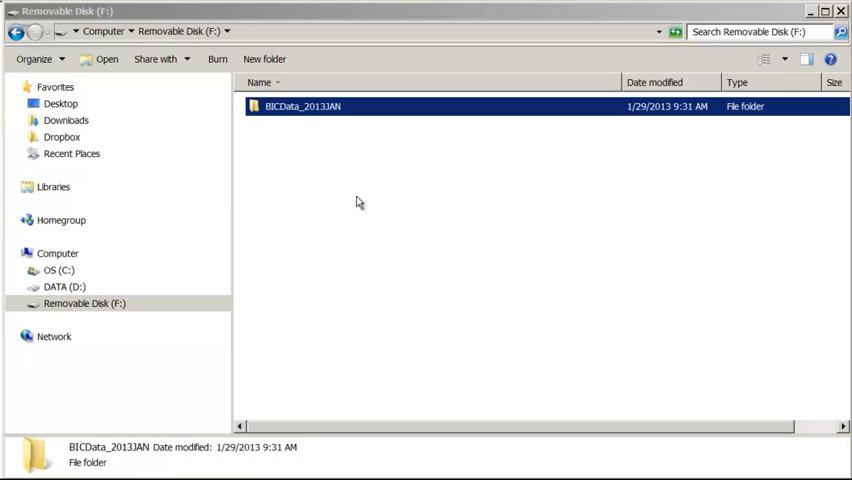 Removable Disk (F:)
Computer Removable Disk (F:) Search Removable Disk (F:)
Organize Open Share with Burn New folder
Name Date modified Type Size
Favorites
Desktop
Downloads
Dropbox
Recent Places
Libraries
Homegroup
Computer
OS (C:)
DATA (D:)
Removable Disk (F:)
Network
BICData_2013JAN 1/29/2013 9:31 AM File folder
BICData_2013JAN Date modified: 1/29/2013 9:31 AM
File folder